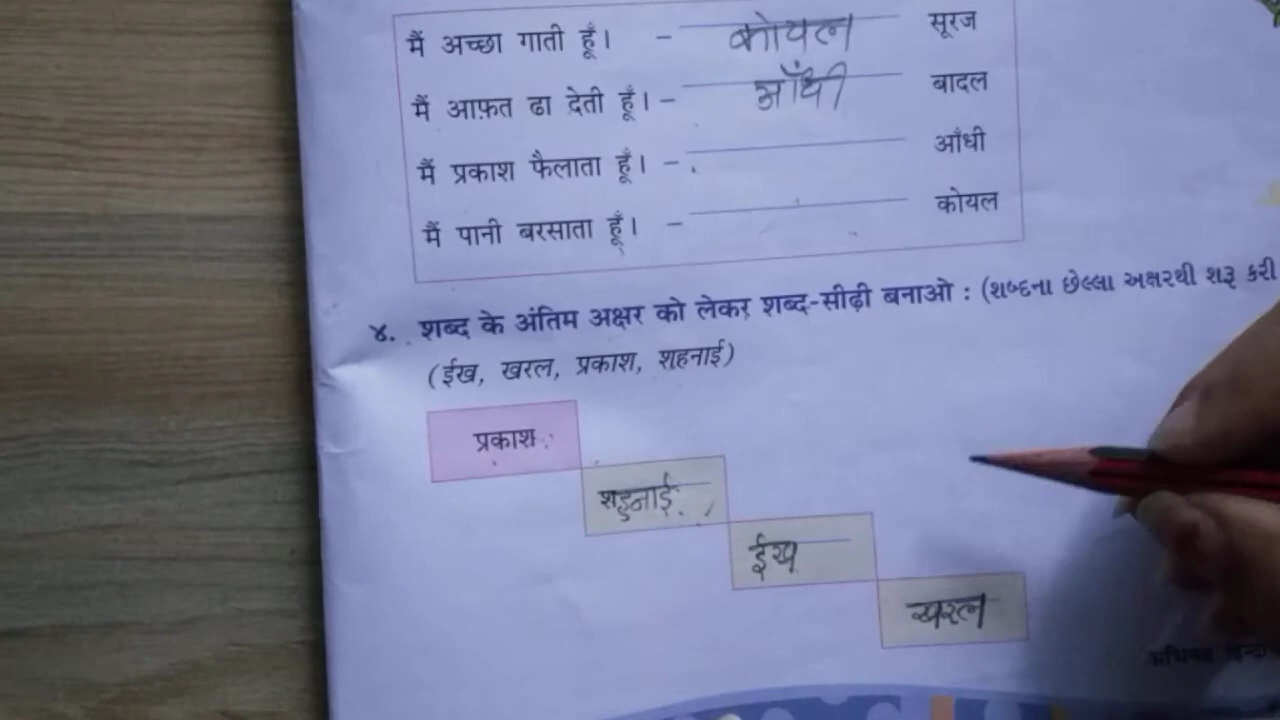 मैं अच्छा गाती हूँ। - कोयल सूरज
मैं आफ़त ढा देती हूँ। - आँधी बादल
मैं प्रकाश फैलाता हूँ। - आँधी
मैं पानी बरसाता हूँ। - कोयल
४. शब्द के अंतिम अक्षर को लेकर शब्द-सीढ़ी बनाओ : (શબ્દના છેલ્લા અક્ષરથી શરૂ કરી
(ईख, खरल, प्रकाश, शहनाई)
प्रकाश
शहनाई
ईख
खरल